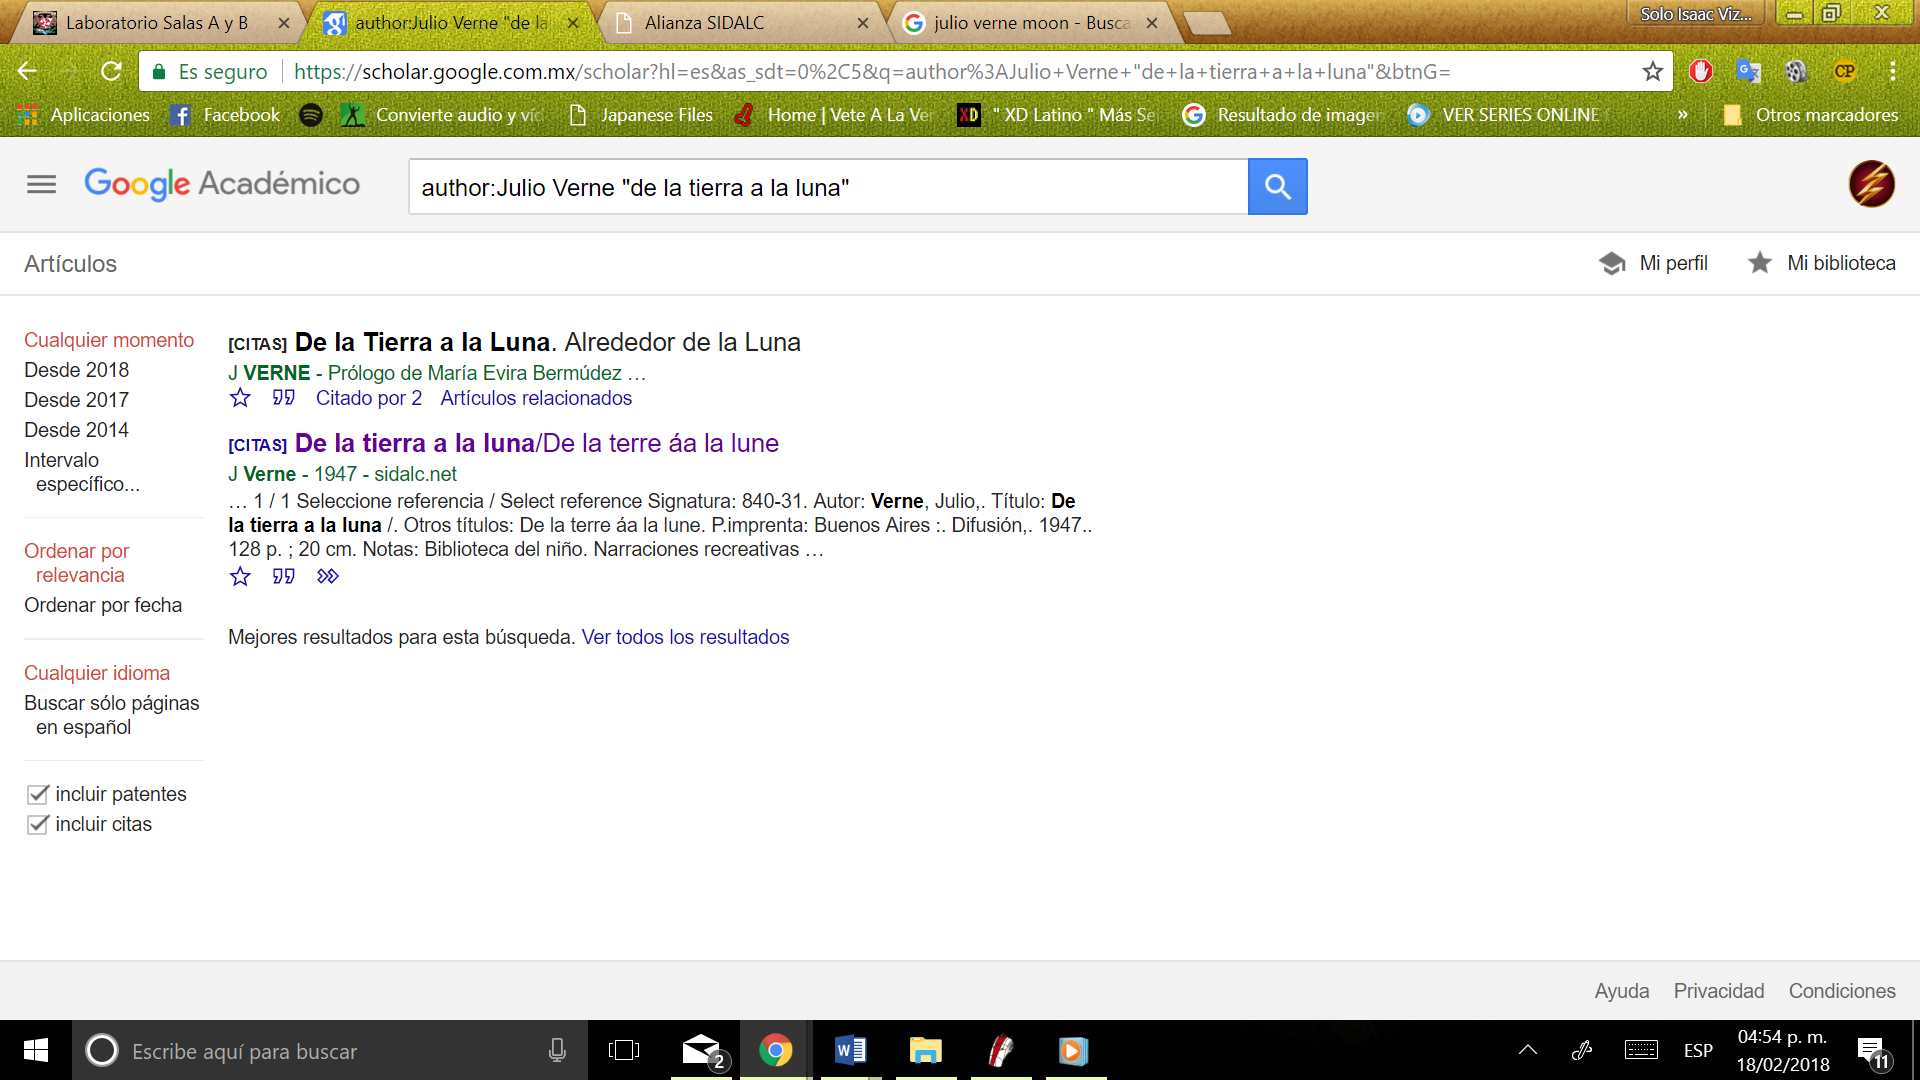 Laboratorio Salas A y B
author:Julio Verne "de la
Alianza SIDALC
julio verne moon - Busca
Solo Isaac Viz...
Es seguro
https://scholar.google.com.mx/scholar?hl=es&as_sdt=0%2C5&q=author%3AJulio+Verne+"de+la+tierra+a+la+luna"&btnG=
CP
Aplicaciones
Facebook
Convierte audio y víd
Japanese Files
Home | Vete A La Ver
XD
" XD Latino " Más Se
Resultado de imager
VER SERIES ONLINE
»
Otros marcadores
Google Académico
author:Julio Verne "de la tierra a la luna"
Artículos
Mi perfil
Mi biblioteca
Cualquier momento
Desde 2018
Desde 2017
Desde 2014
Intervalo
específico...
Ordenar por
relevancia
Ordenar por fecha
Cualquier idioma
Buscar sólo páginas
en español
incluir patentes
incluir citas
[CITAS] De la Tierra a la Luna. Alrededor de la Luna
J VERNE - Prólogo de María Evira Bermúdez …
Citado por 2 Artículos relacionados
[CITAS] De la tierra a la luna/De la terre áa la lune
J Verne - 1947 - sidalc.net
… 1 / 1 Seleccione referencia / Select reference Signatura: 840-31. Autor: Verne, Julio,. Título: De
la tierra a la luna /. Otros títulos: De la terre áa la lune. P.imprenta: Buenos Aires :. Difusión,. 1947..
128 p. ; 20 cm. Notas: Biblioteca del niño. Narraciones recreativas …
Mejores resultados para esta búsqueda. Ver todos los resultados
Ayuda
Privacidad
Condiciones
Escribe aquí para buscar
2
ESP
04:54 p. m.
18/02/2018
11